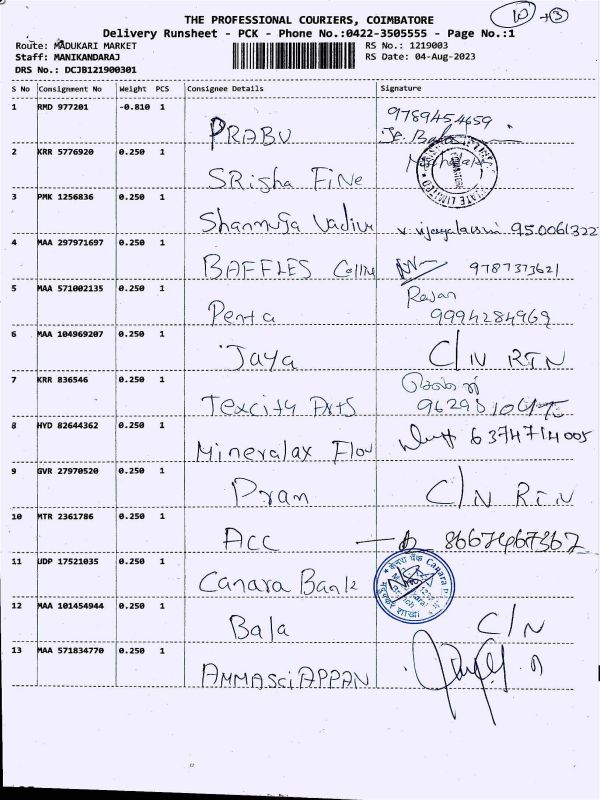 10 → 3
THE PROFESSIONAL COURIERS, COIMBATORE
Delivery Runsheet - PCK - Phone No.:0422-3505555 - Page No.:1
Route: MADUKARI MARKET RS No.: 1219003
Staff: MANIKANDARAJ RS Date: 04-Aug-2023
DRS No.: DCJB121900301
S No Consignment No Weight PCS Consignee Details Signature
1 RMD 977201 -0.810 1 PRABU 9789454659
2 KRR 5776920 0.250 1 SRisha FiNe
3 PMK 1256836 0.250 1 Shanmuga Vadive v. vijayalaxmi 9500613227
4 MAA 297971697 0.250 1 BAFFLES Colling 9787373621
5 MAA 571002135 0.250 1 Penta Rajan 9994284969
6 MAA 104969207 0.250 1 Jaya C/N RTN
7 KRR 836546 0.250 1 Texcity Arts
8 HYD 82644362 0.250 1 Mineralax Flou 6374714005
9 GVR 27970520 0.250 1 Pran C/N RTN
10 MTR 2361786 0.250 1 ACC 8667467367
11 UDP 17521035 0.250 1 Canara Bank
12 MAA 101454944 0.250 1 Bala C/N
13 MAA 571834770 0.250 1 AMMASCiAPPAN